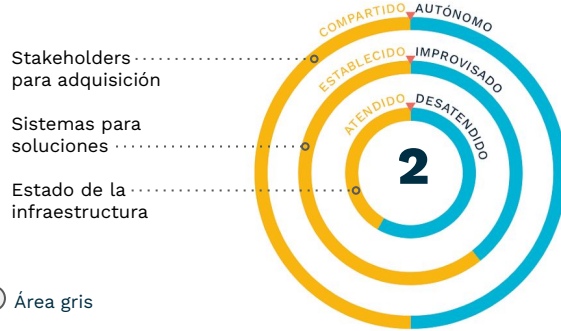 COMPARTIDO AUTÓNOMO
Stakeholders
para adquisición
ESTABLECIDO IMPROVISADO
Sistemas para
soluciones
ATENDIDO DESATENDIDO
2
Estado de la
infraestructura
Área gris